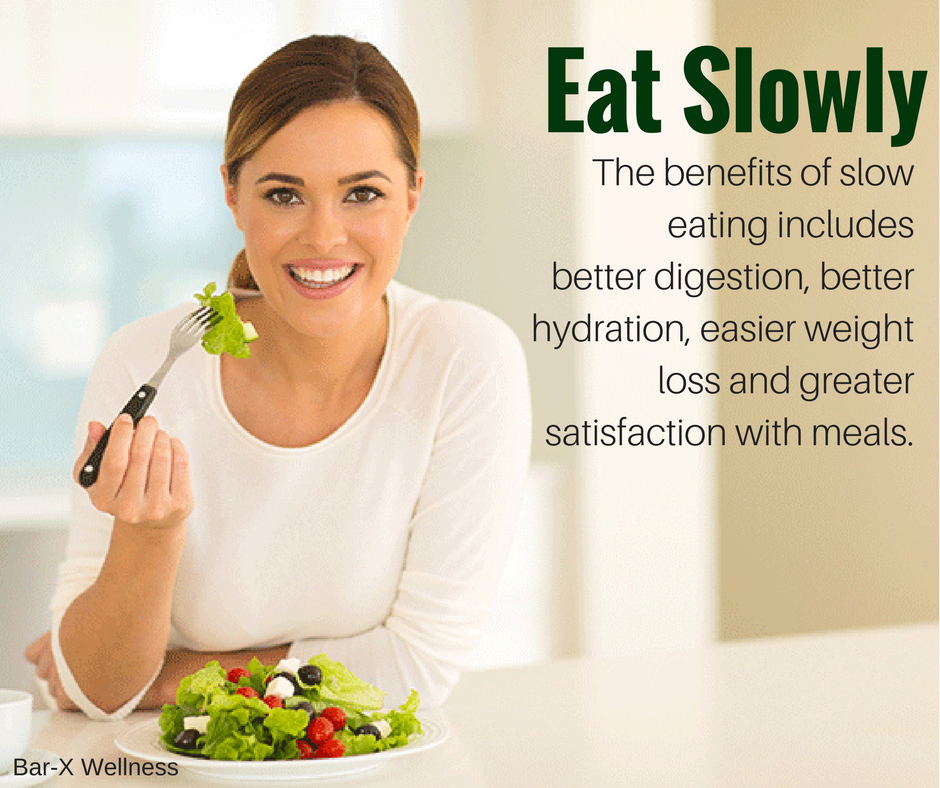 Eat Slowly
The benefits of slow
eating includes
better digestion, better
hydration, easier weight
loss and greater
satisfaction with meals.
Bar-X Wellness